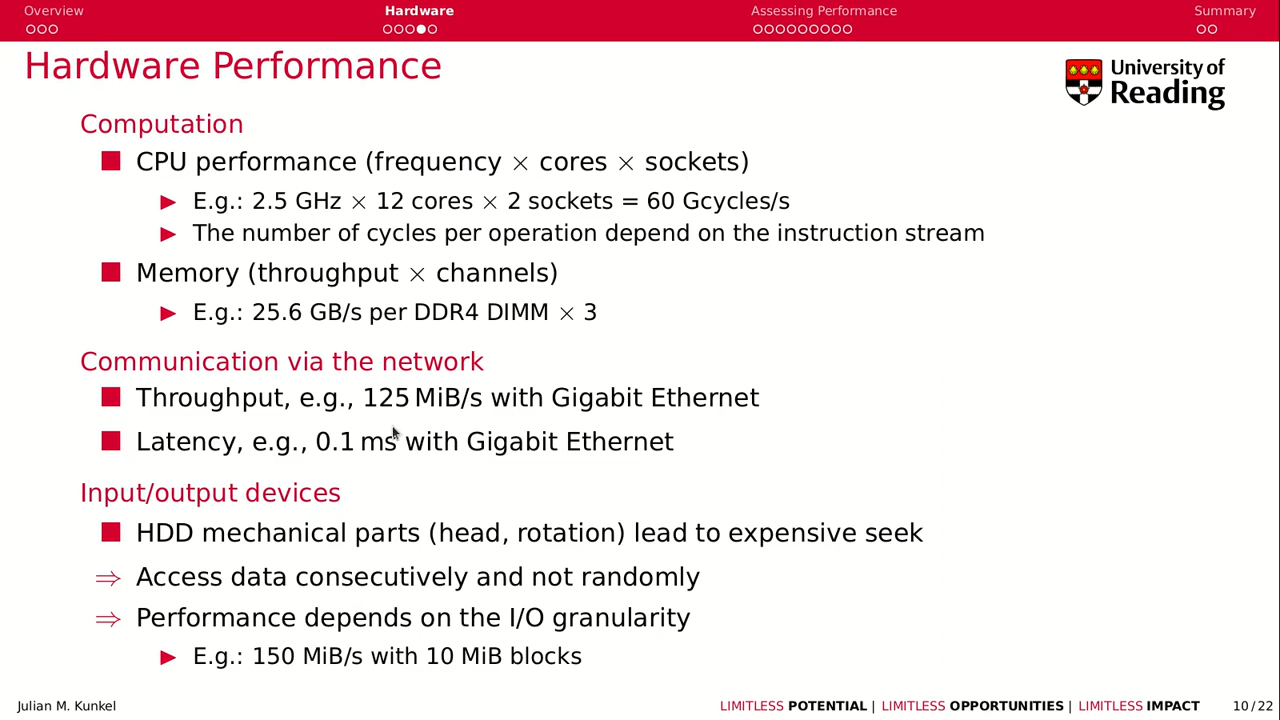 Overview
Hardware
Assessing Performance
Summary
Hardware Performance
University of
Reading
Computation
CPU performance (frequency × cores × sockets)
E.g.: 2.5 GHz × 12 cores × 2 sockets = 60 Gcycles/s
The number of cycles per operation depend on the instruction stream
Memory (throughput × channels)
E.g.: 25.6 GB/s per DDR4 DIMM × 3
Communication via the network
Throughput, e.g., 125 MiB/s with Gigabit Ethernet
Latency, e.g., 0.1 ms with Gigabit Ethernet
Input/output devices
HDD mechanical parts (head, rotation) lead to expensive seek
⇒ Access data consecutively and not randomly
⇒ Performance depends on the I/O granularity
E.g.: 150 MiB/s with 10 MiB blocks
Julian M. Kunkel
LIMITLESS POTENTIAL | LIMITLESS OPPORTUNITIES | LIMITLESS IMPACT
10 / 22